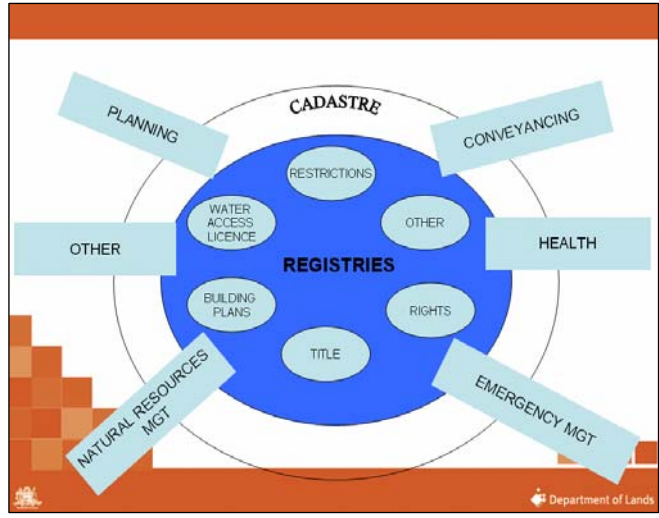 CADASTRE
PLANNING
CONVEYANCING
RESTRICTIONS
WATER
ACCESS
LICENCE
OTHER
OTHER
HEALTH
REGISTRIES
BUILDING
PLANS
RIGHTS
TITLE
NATURAL RESOURCES
MGT
EMERGENCY MGT
Department of Lands